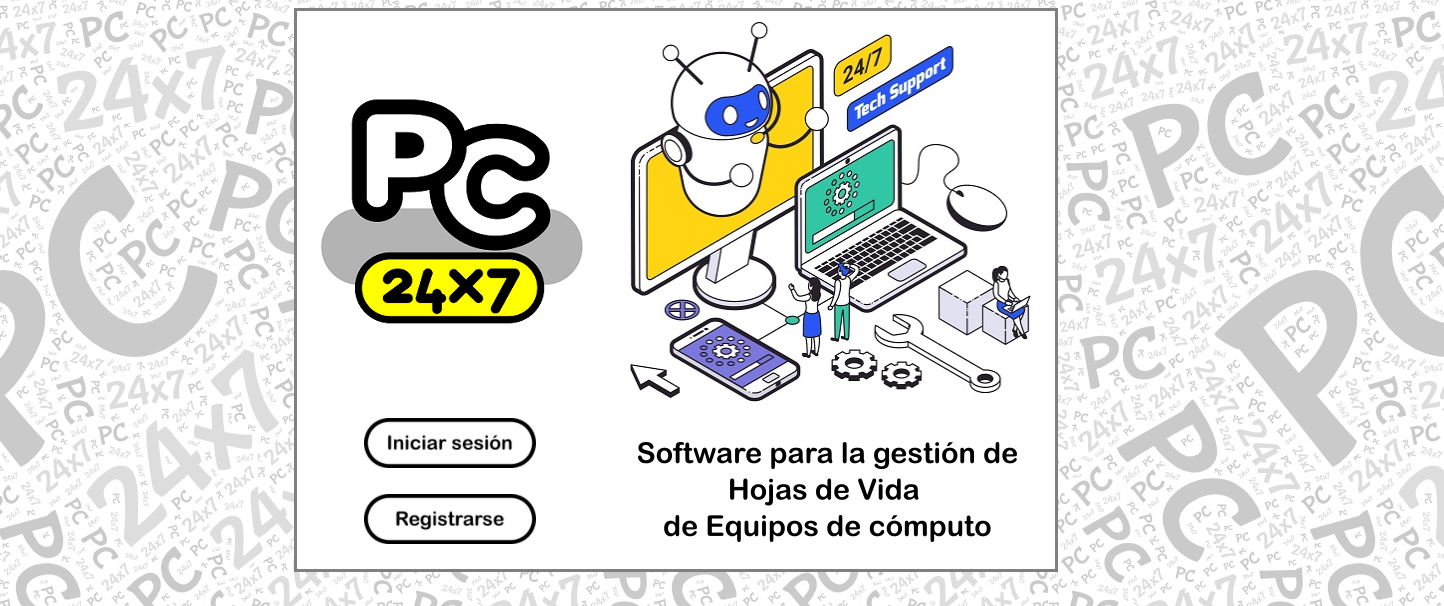 PC
24X7
24/7
Tech Support
Iniciar sesión
Registrarse
Software para la gestión de
Hojas de Vida
de Equipos de cómputo